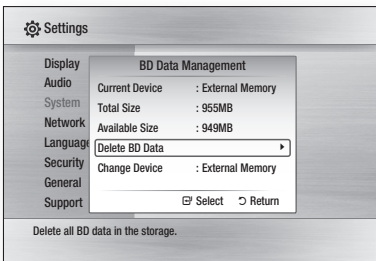 Settings
Display
Audio
System
Network
Language
Security
General
Support
BD Data Management
Current Device : External Memory
Total Size : 955MB
Available Size : 949MB
Delete BD Data
Change Device : External Memory
Select Return
Delete all BD data in the storage.